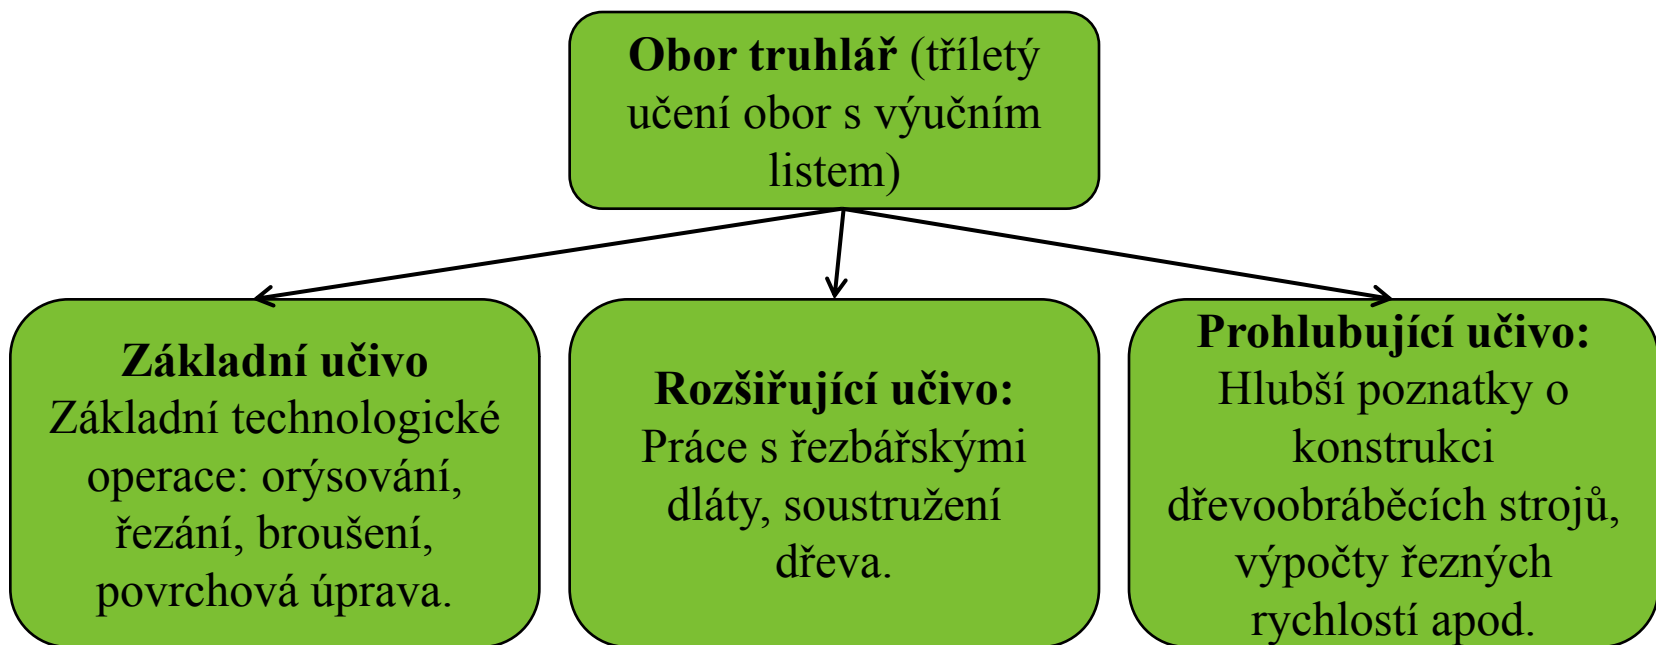 Obor truhlář (tříletý
učení obor s výučním
listem)
Základní učivo
Základní technologické
operace: orýsování,
řezání, broušení,
povrchová úprava.
Rozšiřující učivo:
Práce s řezbářskými
dláty, soustružení
dřeva.
Prohlubující učivo:
Hlubší poznatky o
konstrukci
dřevoobráběcích strojů,
výpočty řezných
rychlostí apod.